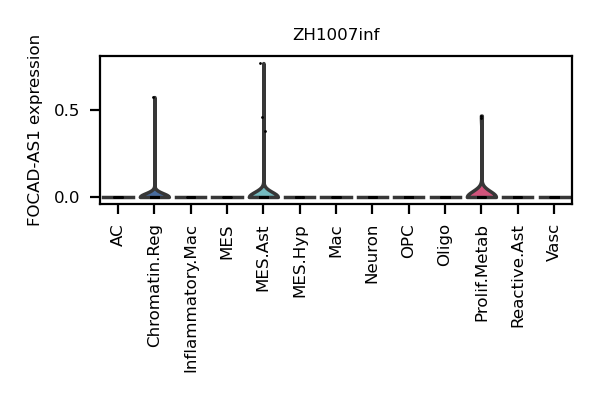 ZH1007inf
FOCAD-AS1 expression
0.5
0.0
AC
Chromatin.Reg
Inflammatory.Mac
MES
MES.Ast
MES.Hyp
Mac
Neuron
OPC
Oligo
Prolif.Metab
Reactive.Ast
Vasc